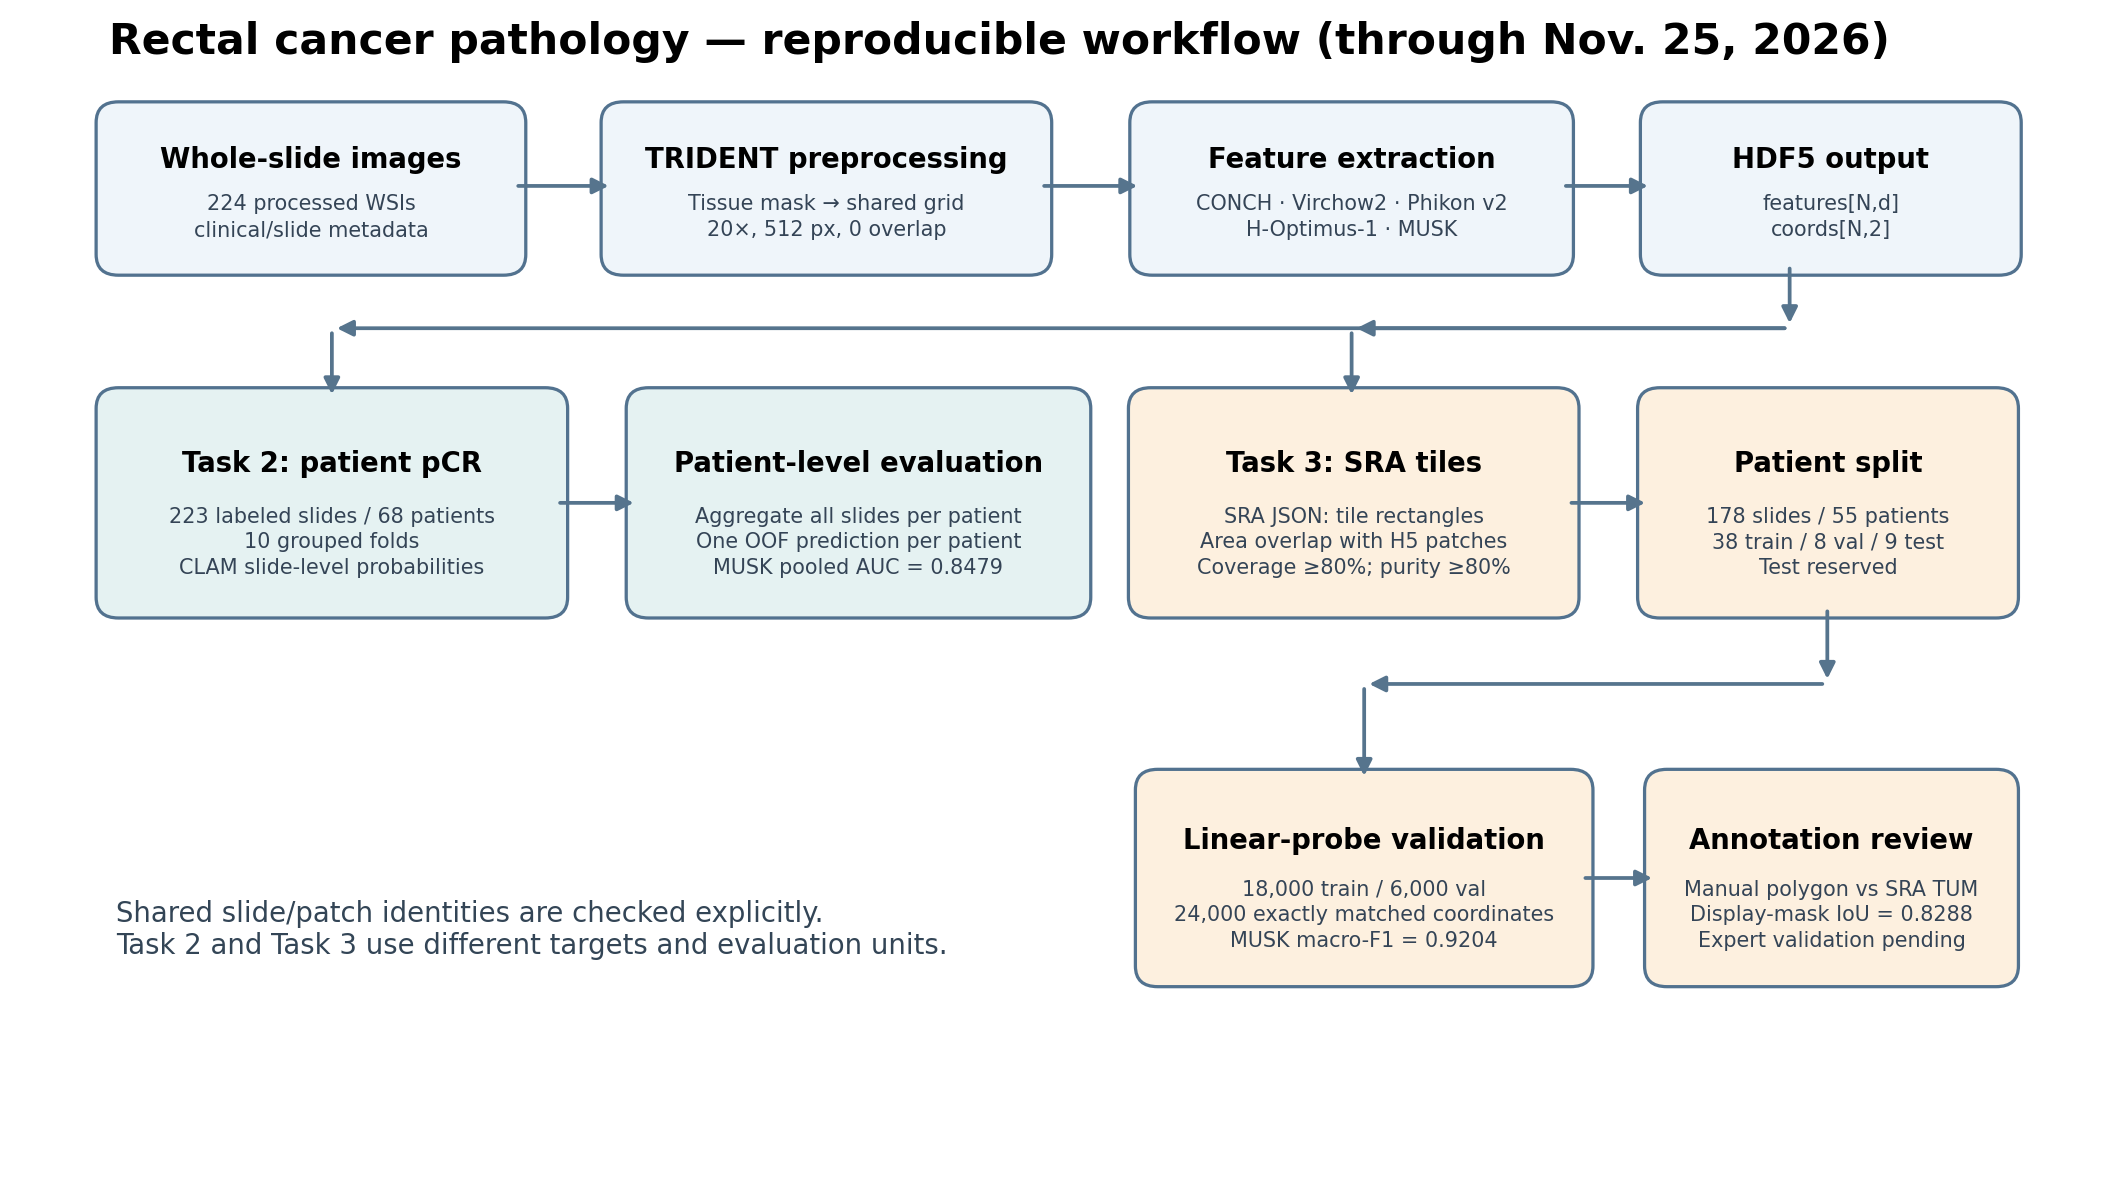 Rectal cancer pathology — reproducible workflow (through Nov. 25, 2026)
Whole-slide images
224 processed WSIs
clinical/slide metadata
TRIDENT preprocessing
Tissue mask → shared grid
20×, 512 px, 0 overlap
Feature extraction
CONCH · Virchow2 · Phikon v2
H-Optimus-1 · MUSK
HDF5 output
features[N,d]
coords[N,2]
Task 2: patient pCR
223 labeled slides / 68 patients
10 grouped folds
CLAM slide-level probabilities
Patient-level evaluation
Aggregate all slides per patient
One OOF prediction per patient
MUSK pooled AUC = 0.8479
Task 3: SRA tiles
SRA JSON: tile rectangles
Area overlap with H5 patches
Coverage ≥80%; purity ≥80%
Patient split
178 slides / 55 patients
38 train / 8 val / 9 test
Test reserved
Linear-probe validation
18,000 train / 6,000 val
24,000 exactly matched coordinates
MUSK macro-F1 = 0.9204
Annotation review
Manual polygon vs SRA TUM
Display-mask IoU = 0.8288
Expert validation pending
Shared slide/patch identities are checked explicitly.
Task 2 and Task 3 use different targets and evaluation units.